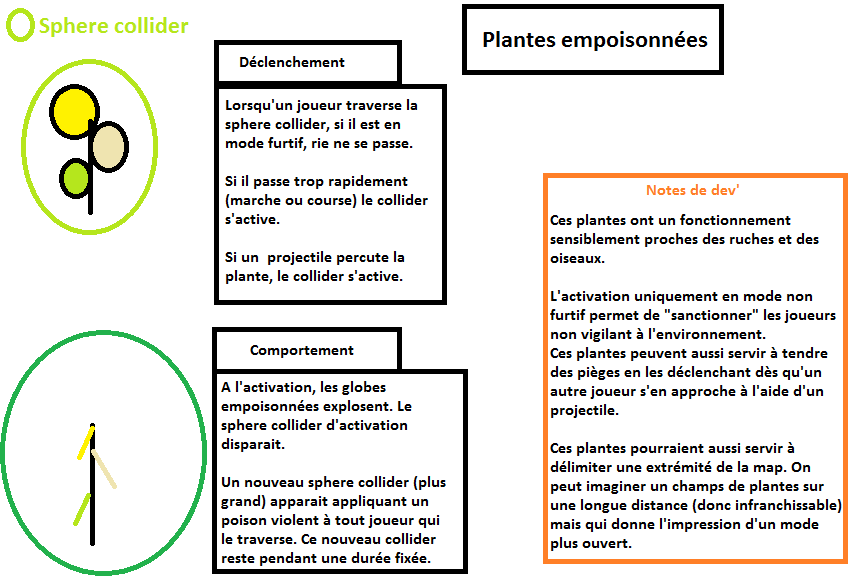 Sphere collider
Plantes empoisonnées
Déclenchement
Lorsqu'un joueur traverse la
sphere collider, si il est en
mode furtif, rie ne se passe.
Si il passe trop rapidement
(marche ou course) le collider
s'active.
Si un projectile percute la
plante, le collider s'active.
Comportement
A l'activation, les globes
empoisonnées explosent. Le
sphere collider d'activation
disparait.
Un nouveau sphere collider (plus
grand) apparait appliquant un
poison violent à tout joueur qui
le traverse. Ce nouveau collider
reste pendant une durée fixée.
Notes de dev'
Ces plantes ont un fonctionnement
sensiblement proches des ruches et des
oiseaux.
L'activation uniquement en mode non
furtif permet de "sanctionner" les joueurs
non vigilant à l'environnement.
Ces plantes peuvent aussi servir à tendre
des pièges en les déclenchant dès qu'un
autre joueur s'en approche à l'aide d'un
projectile.
Ces plantes pourraient aussi servir à
délimiter une extrémité de la map. On
peut imaginer un champs de plantes sur
une longue distance (donc infranchissable)
mais qui donne l'impression d'un mode
plus ouvert.